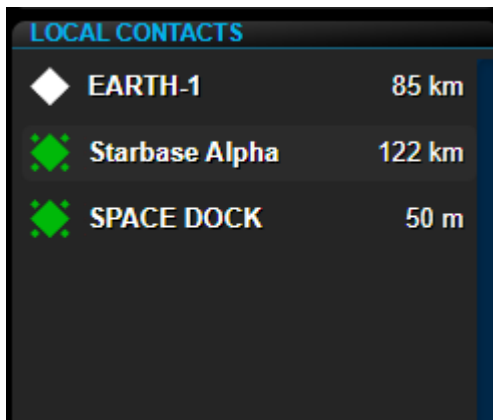 LOCAL CONTACTS
EARTH-1 85 km
Starbase Alpha 122 km
SPACE DOCK 50 m